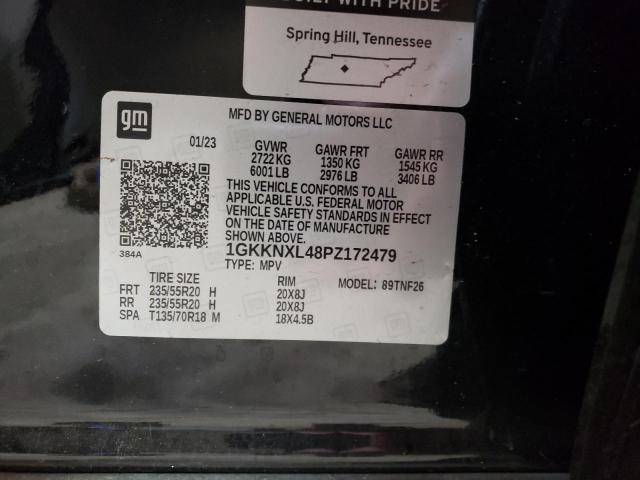 BUILT WITH PRIDE
Spring Hill, Tennessee
gm
MFD BY GENERAL MOTORS LLC
01/23
GVWR GAWR FRT GAWR RR
2722 KG 1350 KG 1545 KG
6001 LB 2976 LB 3406 LB
THIS VEHICLE CONFORMS TO ALL
APPLICABLE U.S. FEDERAL MOTOR
VEHICLE SAFETY STANDARDS IN EFFECT
ON THE DATE OF MANUFACTURE
SHOWN ABOVE.
384A
1GKKNXL48PZ172479
TYPE: MPV MODEL: 89TNF26
TIRE SIZE RIM
FRT 235/55R20 H 20X8J
RR 235/55R20 H 20X8J
SPA T135/70R18 M 18X4.5B